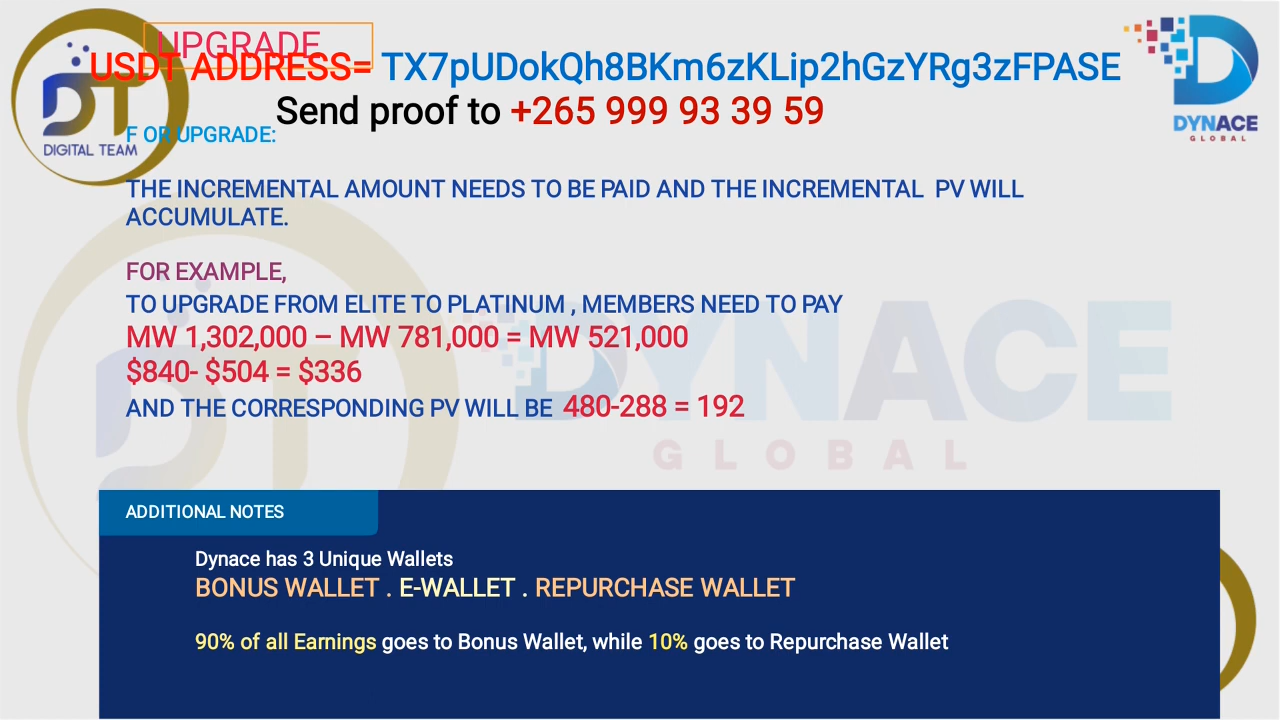 UPGRADE
USDT ADDRESS= TX7pUDokQh8BKm6zKLip2hGzYRg3zFPASE
Send proof to +265 999 93 39 59
F OR UPGRADE:
DT
DIGITAL TEAM
DYNACE
GLOBAL
THE INCREMENTAL AMOUNT NEEDS TO BE PAID AND THE INCREMENTAL PV WILL
ACCUMULATE.
FOR EXAMPLE,
TO UPGRADE FROM ELITE TO PLATINUM , MEMBERS NEED TO PAY
MW 1,302,000 – MW 781,000 = MW 521,000
$840- $504 = $336
AND THE CORRESPONDING PV WILL BE 480-288 = 192
DT
DYNACE
GLOBAL
ADDITIONAL NOTES
Dynace has 3 Unique Wallets
BONUS WALLET . E-WALLET . REPURCHASE WALLET
90% of all Earnings goes to Bonus Wallet, while 10% goes to Repurchase Wallet